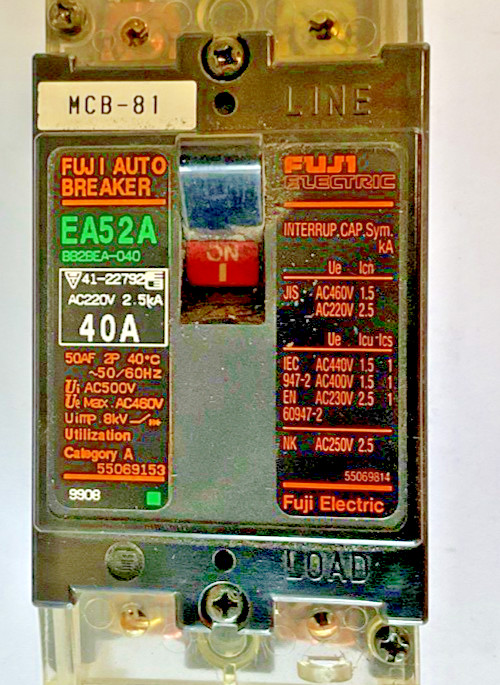 MCB-81
LINE
FUJI AUTO
BREAKER
EA52A
BB2BEA-040
41-22792
AC220V 2.5kA
40A
50AF 2P 40°C
~50/60Hz
Ui AC500V
Ue Max. AC460V
Uimp. 6kV
Utilization
Category A
55069153
9908
ON
I
FUJI
ELECTRIC
INTERRUP.CAP.Sym.
kA
Ue Icn
JIS AC460V 1.5
AC220V 2.5
Ue Icu-Ics
IEC AC440V 1.5 1
947-2 AC400V 1.5 1
EN AC230V 2.5 1
60947-2
NK AC250V 2.5
55069814
Fuji Electric
LOAD